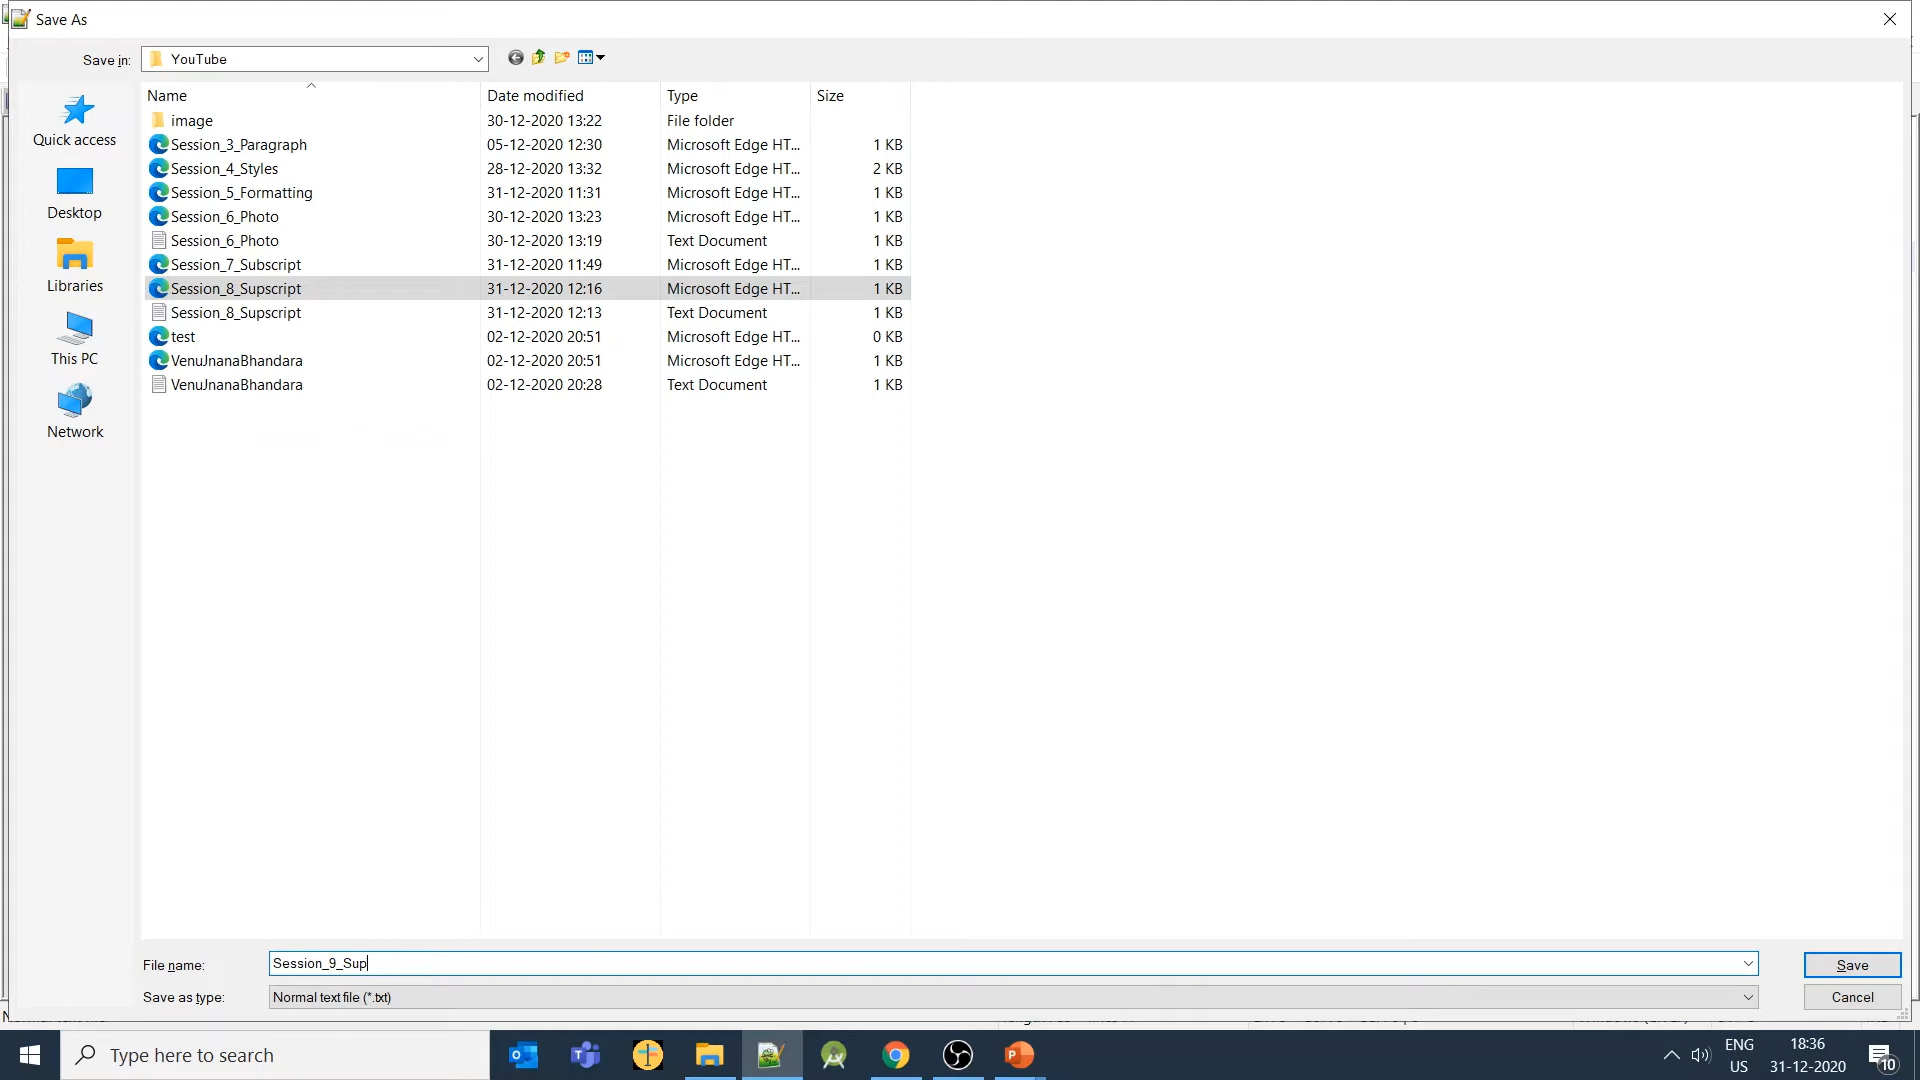 Save As
Save in: YouTube
Name Date modified Type Size
image 30-12-2020 13:22 File folder
Session_3_Paragraph 05-12-2020 12:30 Microsoft Edge HT... 1 KB
Session_4_Styles 28-12-2020 13:32 Microsoft Edge HT... 2 KB
Session_5_Formatting 31-12-2020 11:31 Microsoft Edge HT... 1 KB
Session_6_Photo 30-12-2020 13:23 Microsoft Edge HT... 1 KB
Session_6_Photo 30-12-2020 13:19 Text Document 1 KB
Session_7_Subscript 31-12-2020 11:49 Microsoft Edge HT... 1 KB
Session_8_Supscript 31-12-2020 12:16 Microsoft Edge HT... 1 KB
Session_8_Supscript 31-12-2020 12:13 Text Document 1 KB
test 02-12-2020 20:51 Microsoft Edge HT... 0 KB
VenuJnanaBhandara 02-12-2020 20:51 Microsoft Edge HT... 1 KB
VenuJnanaBhandara 02-12-2020 20:28 Text Document 1 KB
Quick access
Desktop
Libraries
This PC
Network
File name: Session_9_Sup Save
Save as type: Normal text file (*.txt) Cancel
Type here to search
ENG
US
18:36
31-12-2020
10